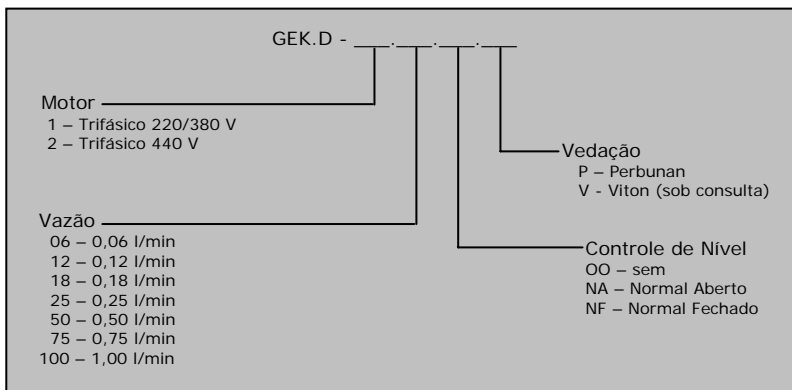 GEK.D - ___.___.___.___
Motor
1 – Trifásico 220/380 V
2 – Trifásico 440 V
Vazão
06 – 0,06 l/min
12 – 0,12 l/min
18 – 0,18 l/min
25 – 0,25 l/min
50 – 0,50 l/min
75 – 0,75 l/min
100 – 1,00 l/min
Vedação
P – Perbunan
V - Viton (sob consulta)
Controle de Nível
OO – sem
NA – Normal Aberto
NF – Normal Fechado